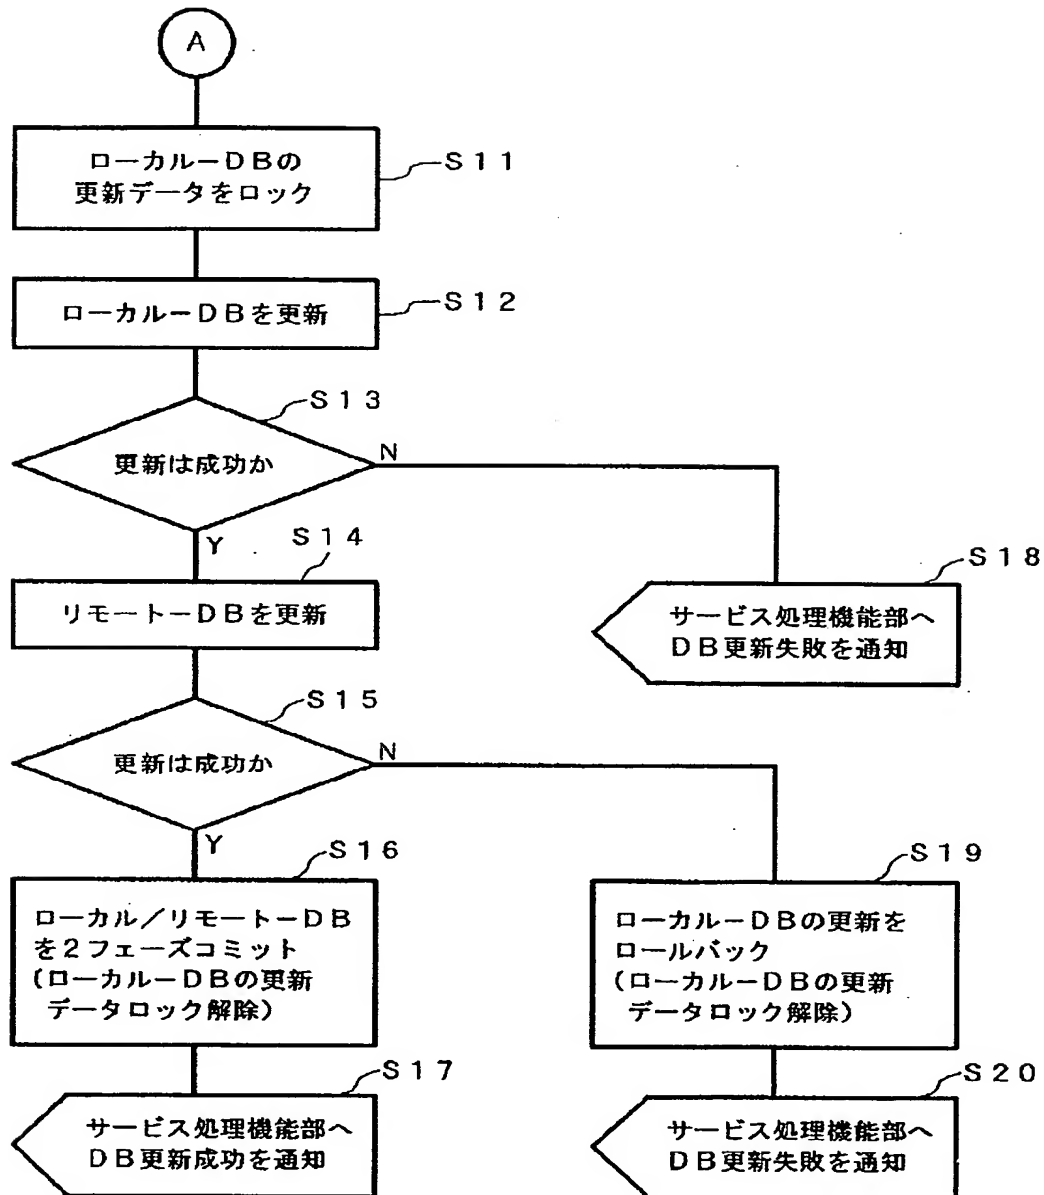 A
ローカルーDBの
更新データをロック
S11
ローカルーDBを更新
S12
S13
更新は成功か
N
Y
S14
リモートーDBを更新
S18
サービス処理機能部へ
DB更新失敗を通知
S15
更新は成功か
N
Y
S16
ローカル/リモートーDB
を2フェーズコミット
(ローカルーDBの更新
データロック解除)
S19
ローカルーDBの更新を
ロールバック
(ローカルーDBの更新
データロック解除)
S17
サービス処理機能部へ
DB更新成功を通知
S20
サービス処理機能部へ
DB更新失敗を通知